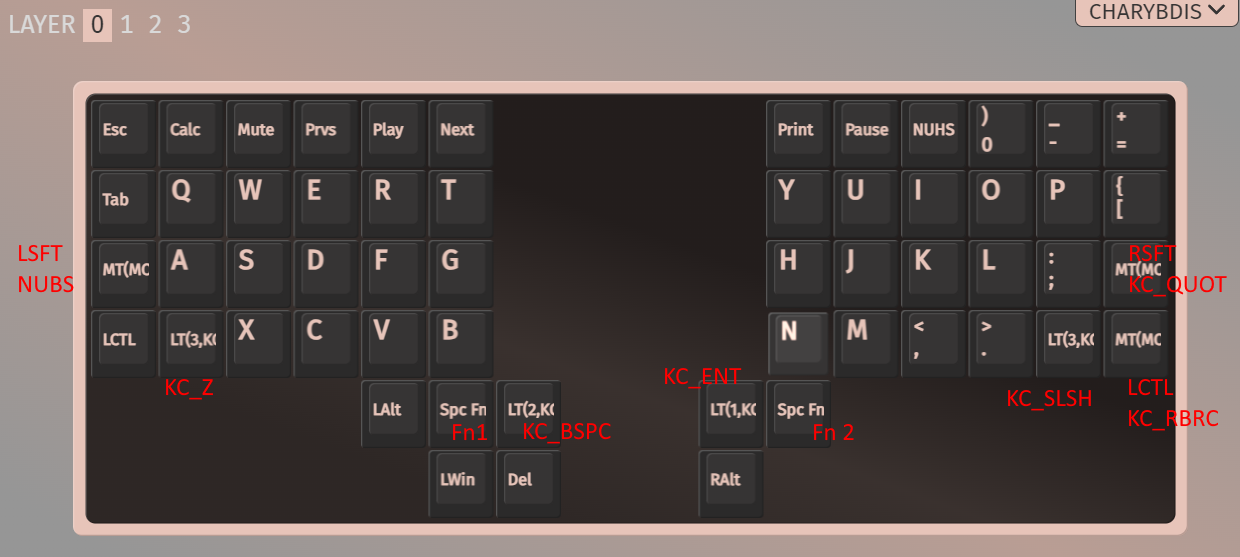 LAYER 0 1 2 3
CHARYBDIS
Esc Calc Mute Prvs Play Next Print Pause NUHS ) 0 _ - + =
Tab Q W E R T Y U I O P { [
LSFT
NUBS
MT(MC A S D F G H J K L : ; MT(MC
RSFT
KC_QUOT
LCTL LT(3,KC X C V B N M < , > . LT(3,KC MT(MC
KC_Z
KC_ENT
KC_SLSH
LCTL
KC_RBRC
LAlt Spc Fn LT(2,KC LT(1,KC Spc Fn
Fn1 KC_BSPC Fn 2
LWin Del RAlt